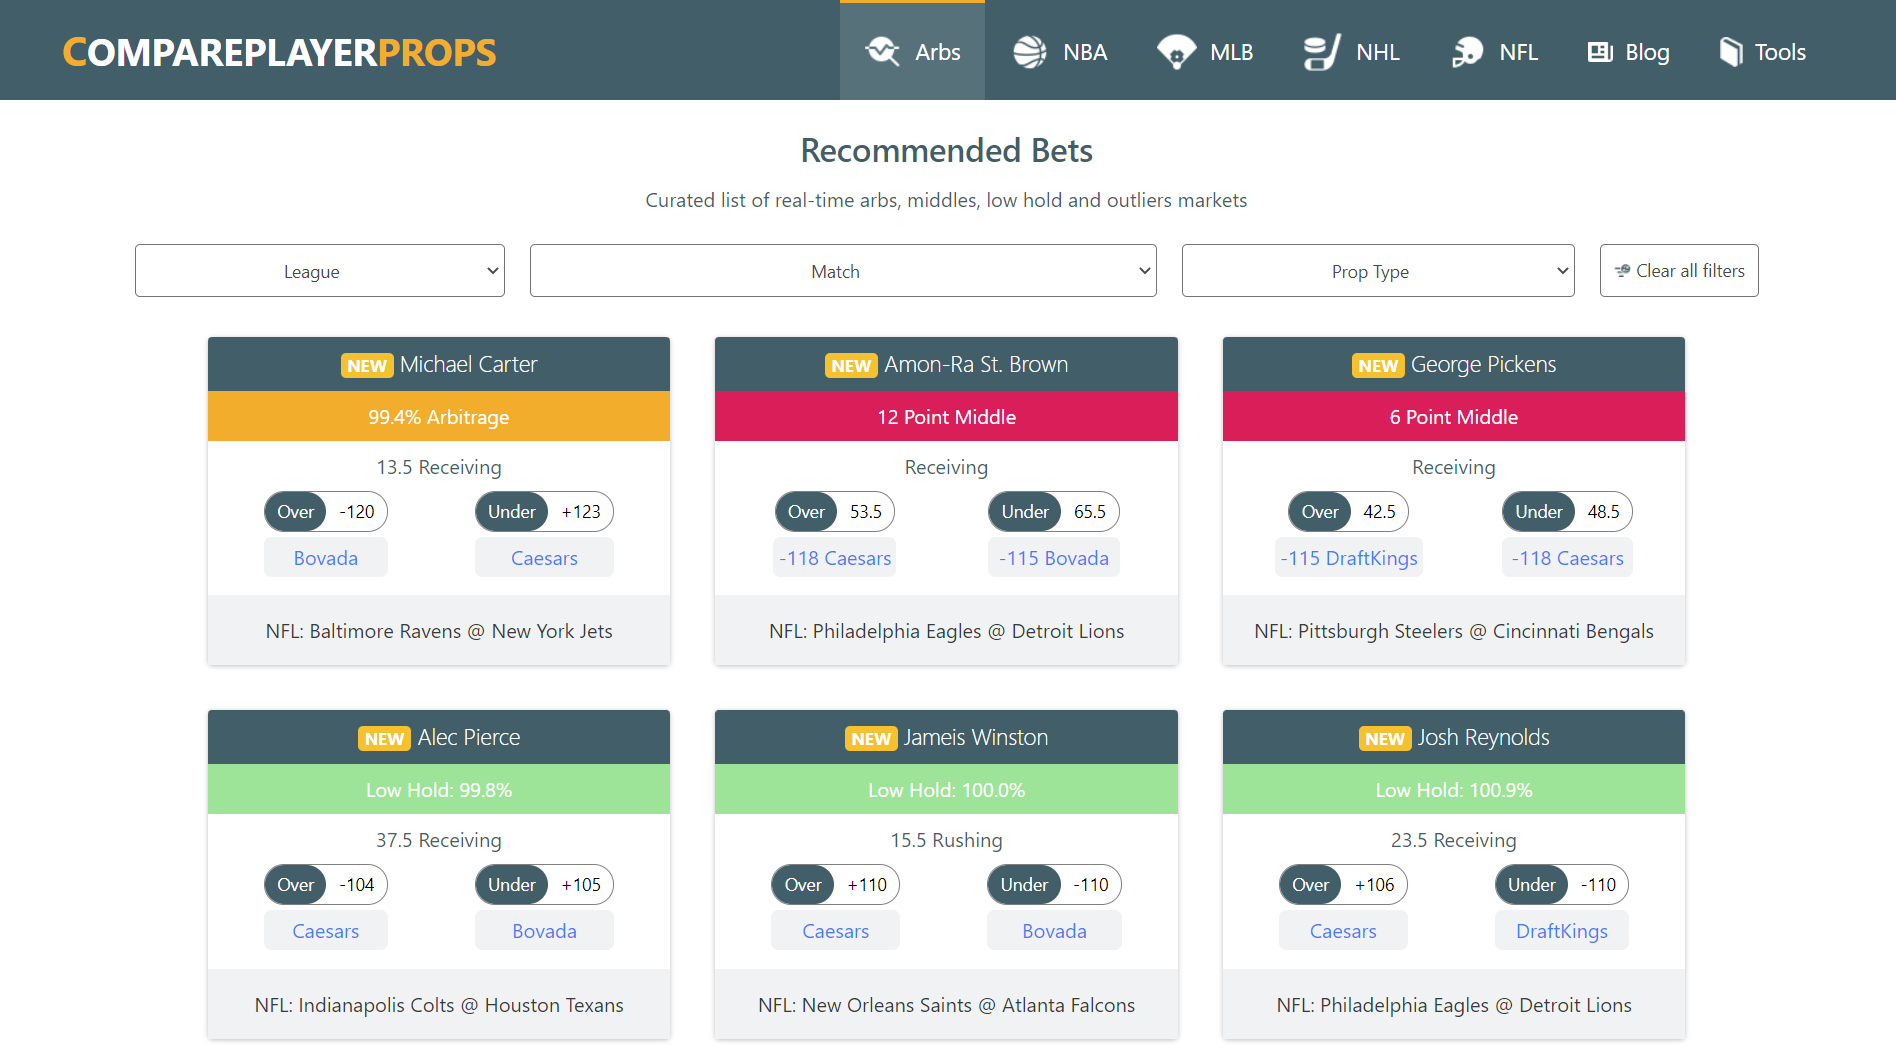 COMPAREPLAYERPROPS
Arbs
NBA
MLB
NHL
NFL
Blog
Tools
Recommended Bets
Curated list of real-time arbs, middles, low hold and outliers markets
League
Match
Prop Type
Clear all filters
NEW Michael Carter
99.4% Arbitrage
13.5 Receiving
Over -120
Under +123
Bovada
Caesars
NFL: Baltimore Ravens @ New York Jets
NEW Amon-Ra St. Brown
12 Point Middle
Receiving
Over 53.5
Under 65.5
-118 Caesars
-115 Bovada
NFL: Philadelphia Eagles @ Detroit Lions
NEW George Pickens
6 Point Middle
Receiving
Over 42.5
Under 48.5
-115 DraftKings
-118 Caesars
NFL: Pittsburgh Steelers @ Cincinnati Bengals
NEW Alec Pierce
Low Hold: 99.8%
37.5 Receiving
Over -104
Under +105
Caesars
Bovada
NFL: Indianapolis Colts @ Houston Texans
NEW Jameis Winston
Low Hold: 100.0%
15.5 Rushing
Over +110
Under -110
Caesars
Bovada
NFL: New Orleans Saints @ Atlanta Falcons
NEW Josh Reynolds
Low Hold: 100.9%
23.5 Receiving
Over +106
Under -110
Caesars
DraftKings
NFL: Philadelphia Eagles @ Detroit Lions